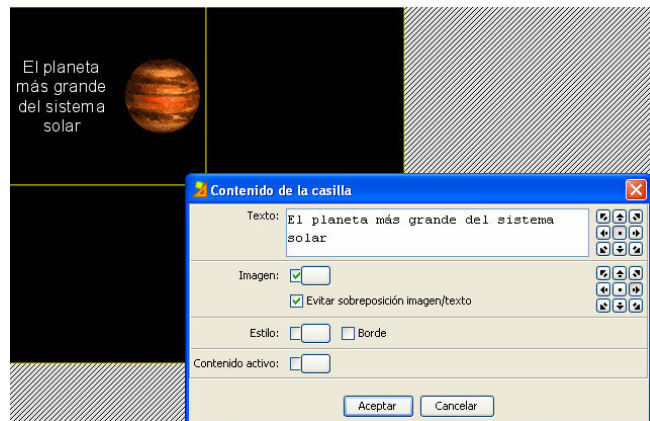 El planeta
más grande
del sistema
solar
Contenido de la casilla
Texto:
El planeta más grande del sistema
solar
Imagen:
Evitar sobreposición imagen/texto
Estilo:
Borde
Contenido activo:
Aceptar
Cancelar